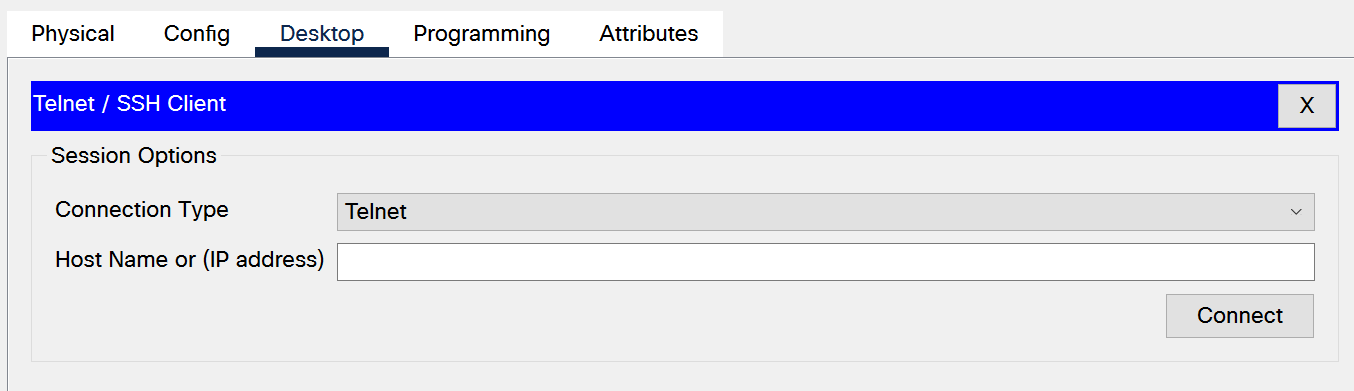 Physical Config Desktop Programming Attributes
Telnet / SSH Client X
Session Options
Connection Type Telnet
Host Name or (IP address)
Connect